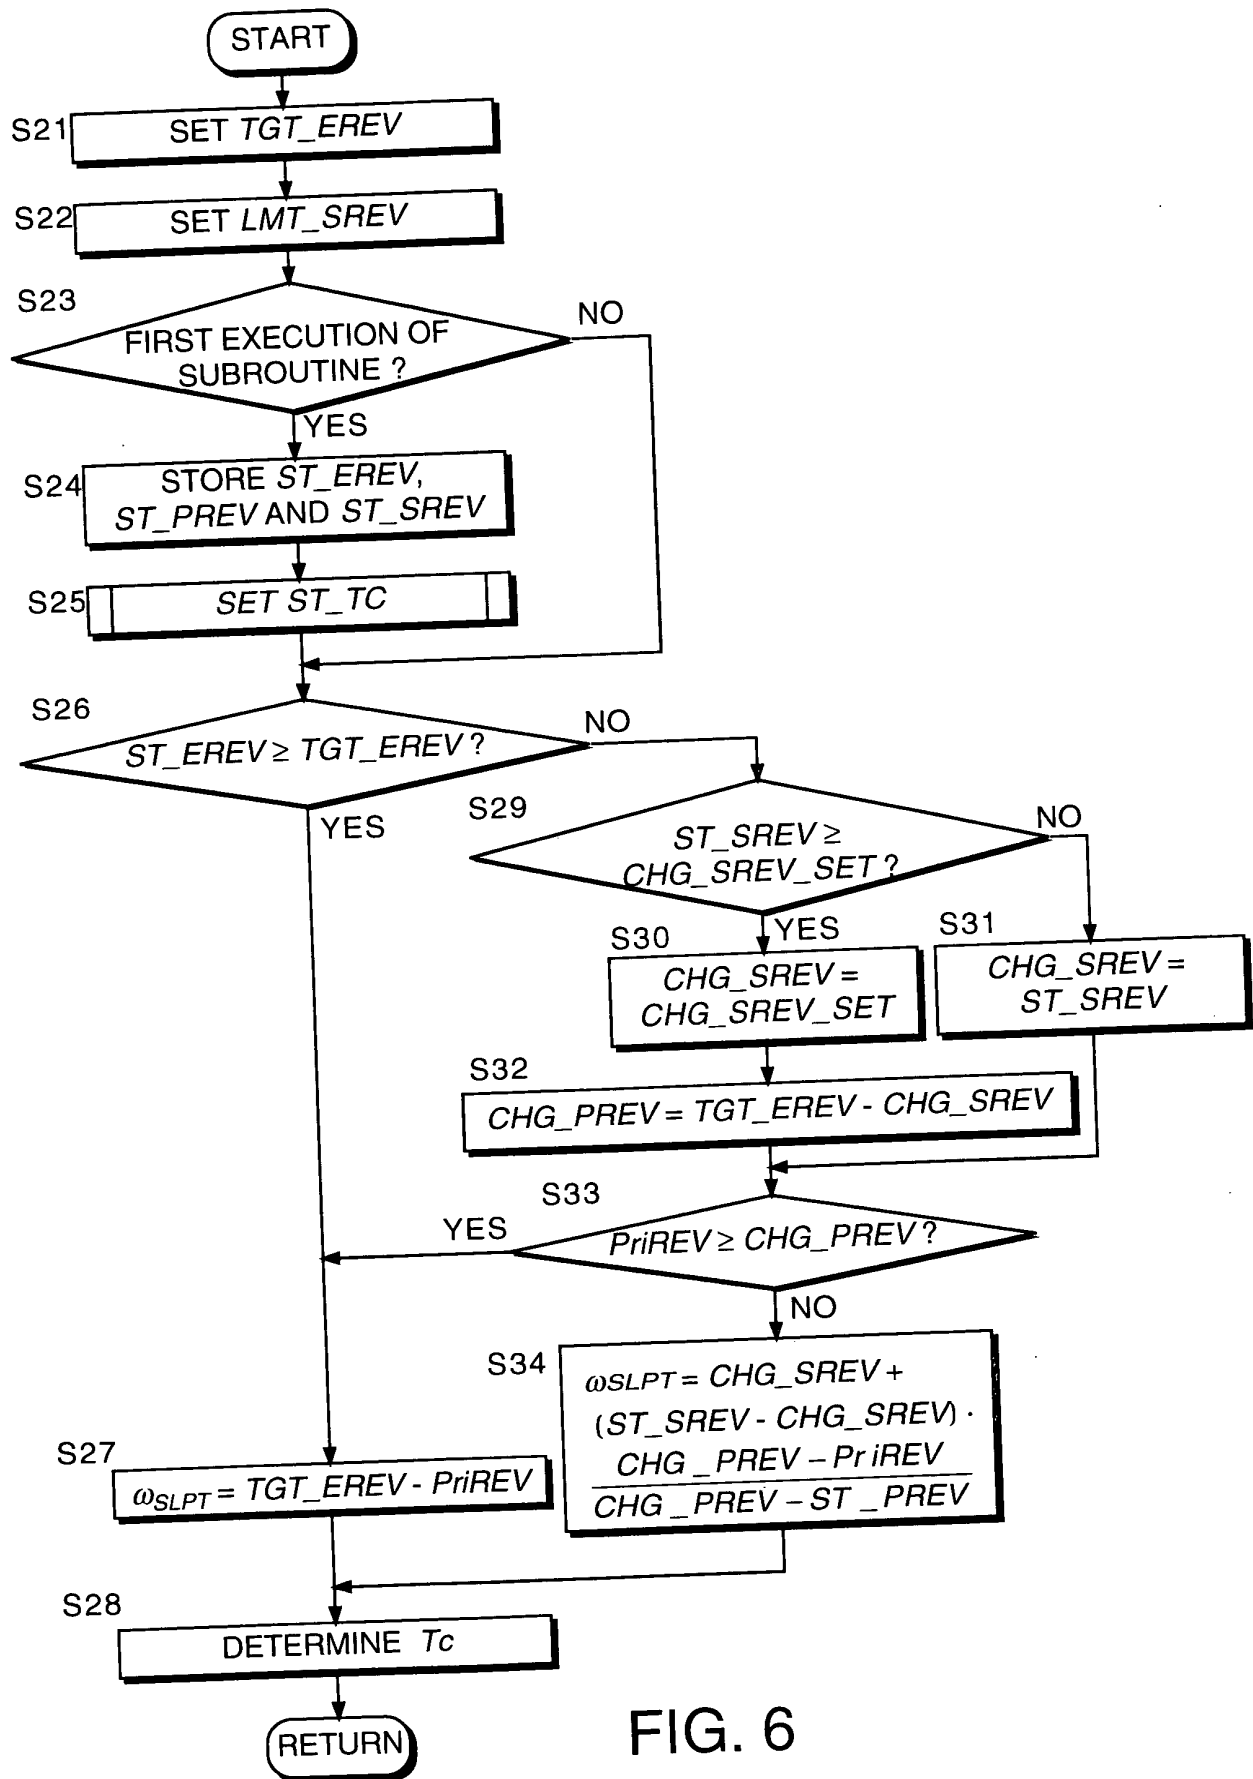 START
S21
SET TGT_EREV
S22
SET LMT_SREV
S23
FIRST EXECUTION OF
SUBROUTINE ?
NO
YES
S24
STORE ST_EREV,
ST_PREV AND ST_SREV
S25
SET ST_TC
S26
ST_EREV ≥ TGT_EREV ?
NO
YES
S29
ST_SREV ≥
CHG_SREV_SET ?
NO
YES
S30
CHG_SREV =
CHG_SREV_SET
S31
CHG_SREV =
ST_SREV
S32
CHG_PREV = TGT_EREV - CHG_SREV
S33
PriREV ≥ CHG_PREV ?
YES
NO
S34
ωSLPT = CHG_SREV +
(ST_SREV - CHG_SREV) ·
CHG_PREV – PriREV
CHG_PREV – ST_PREV
S27
ωSLPT = TGT_EREV - PriREV
S28
DETERMINE Tc
RETURN
FIG. 6